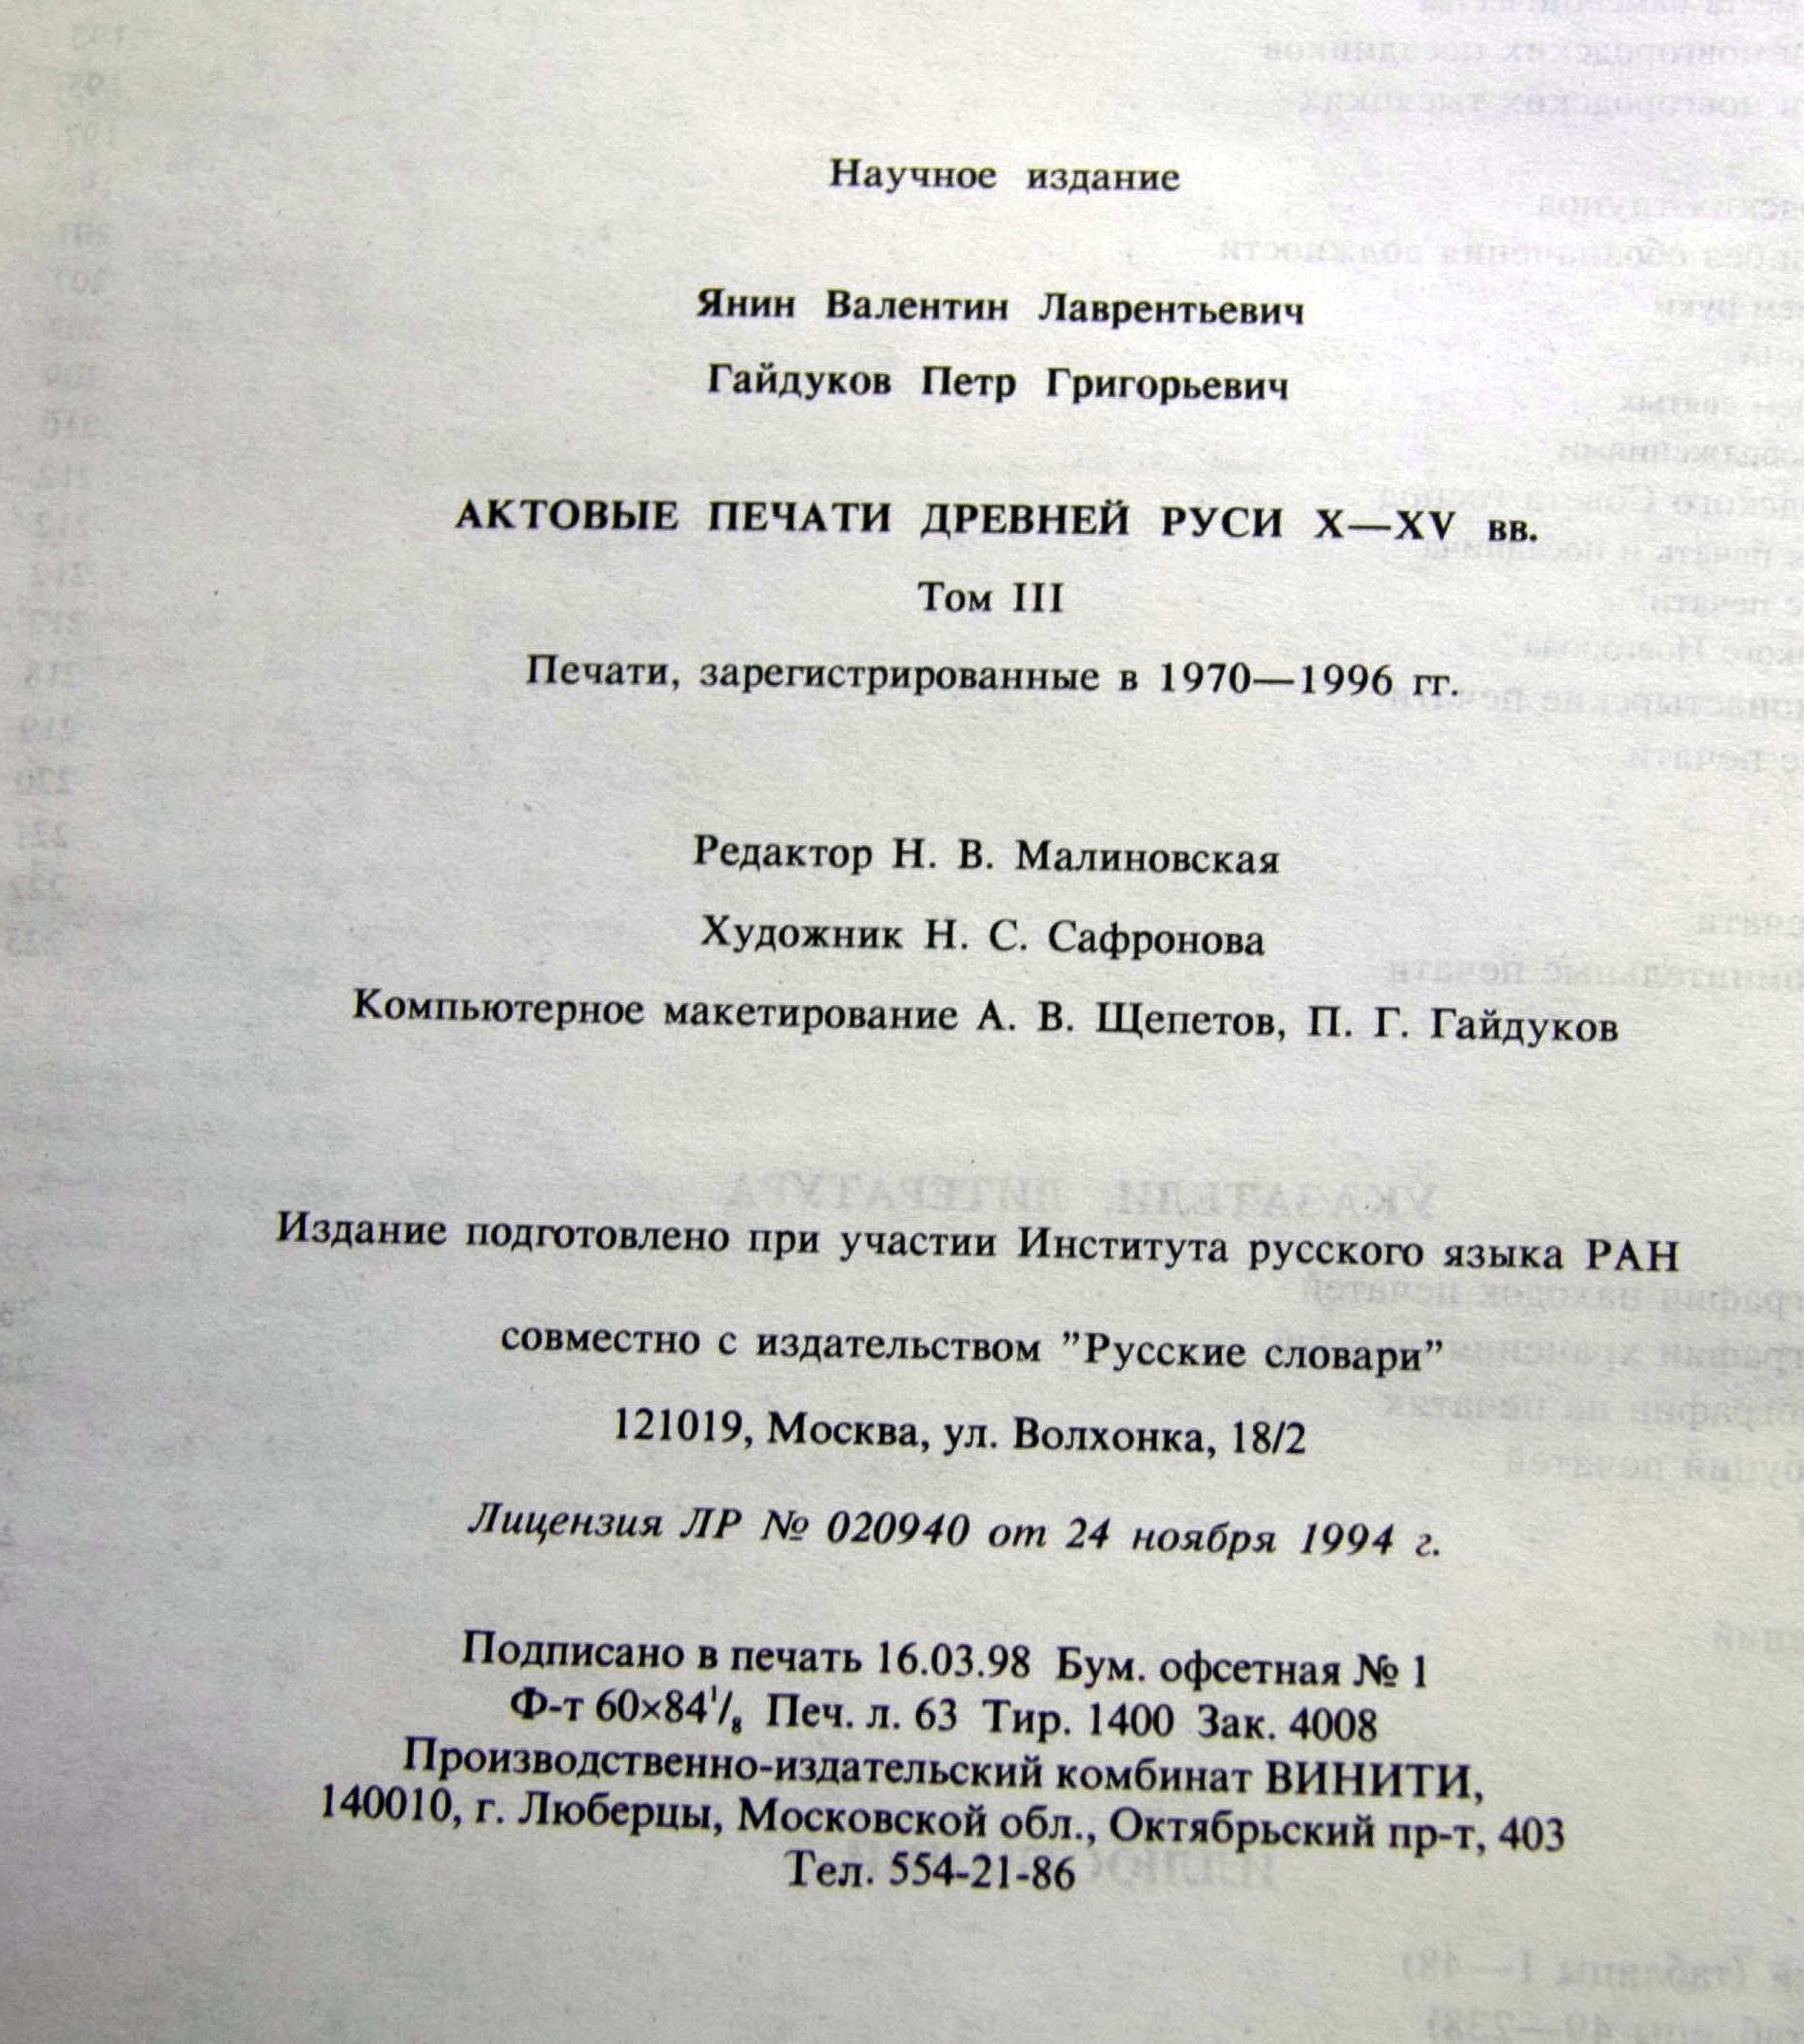 Научное издание
Янин Валентин Лаврентьевич
Гайдуков Петр Григорьевич
АКТОВЫЕ ПЕЧАТИ ДРЕВНЕЙ РУСИ X—XV вв.
Том III
Печати, зарегистрированные в 1970—1996 гг.
Редактор Н. В. Малиновская
Художник Н. С. Сафронова
Компьютерное макетирование А. В. Щепетов, П. Г. Гайдуков
Издание подготовлено при участии Института русского языка РАН
совместно с издательством "Русские словари"
121019, Москва, ул. Волхонка, 18/2
Лицензия ЛР № 020940 от 24 ноября 1994 г.
Подписано в печать 16.03.98 Бум. офсетная № 1
Ф-т 60×84¹/₈ Печ. л. 63 Тир. 1400 Зак. 4008
Производственно-издательский комбинат ВИНИТИ,
140010, г. Люберцы, Московской обл., Октябрьский пр-т, 403
Тел. 554-21-86